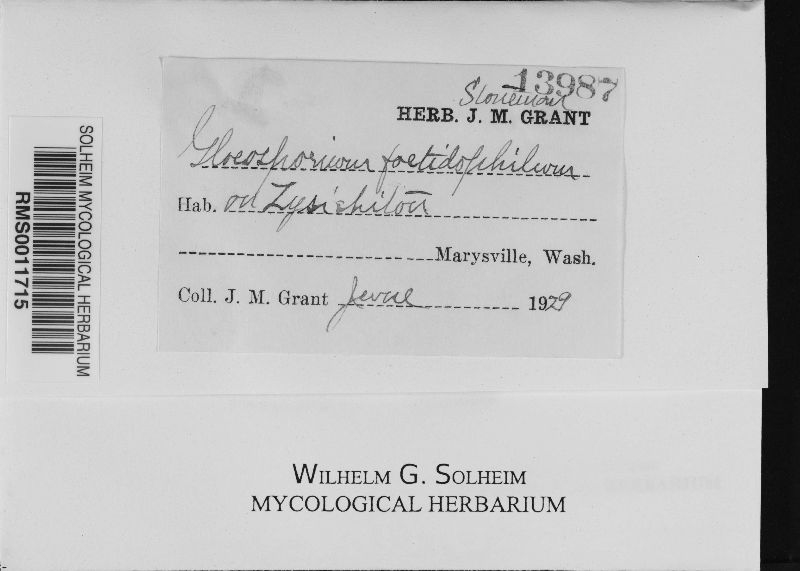 13987
Stoneman
HERB. J. M. GRANT
Gloeosporium foetidophilum
Hab. on Lysichiton
Marysville, Wash.
Coll. J. M. Grant June 1929
SOLHEIM MYCOLOGICAL HERBARIUM
RMS0011715
WILHELM G. SOLHEIM
MYCOLOGICAL HERBARIUM